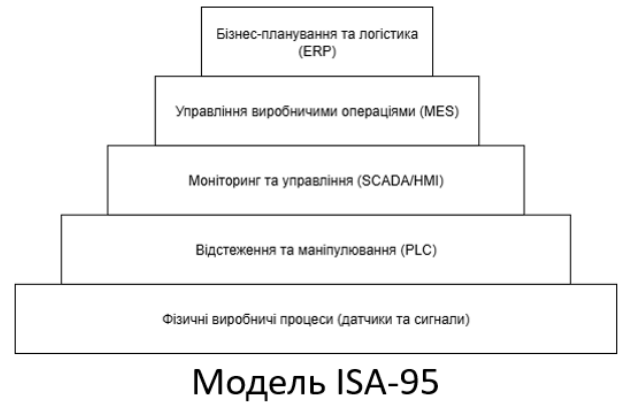 Бізнес-планування та логістика
(ERP)
Управління виробничими операціями (MES)
Моніторинг та управління (SCADA/HMI)
Відстеження та маніпулювання (PLC)
Фізичні виробничі процеси (датчики та сигнали)
Модель ISA-95